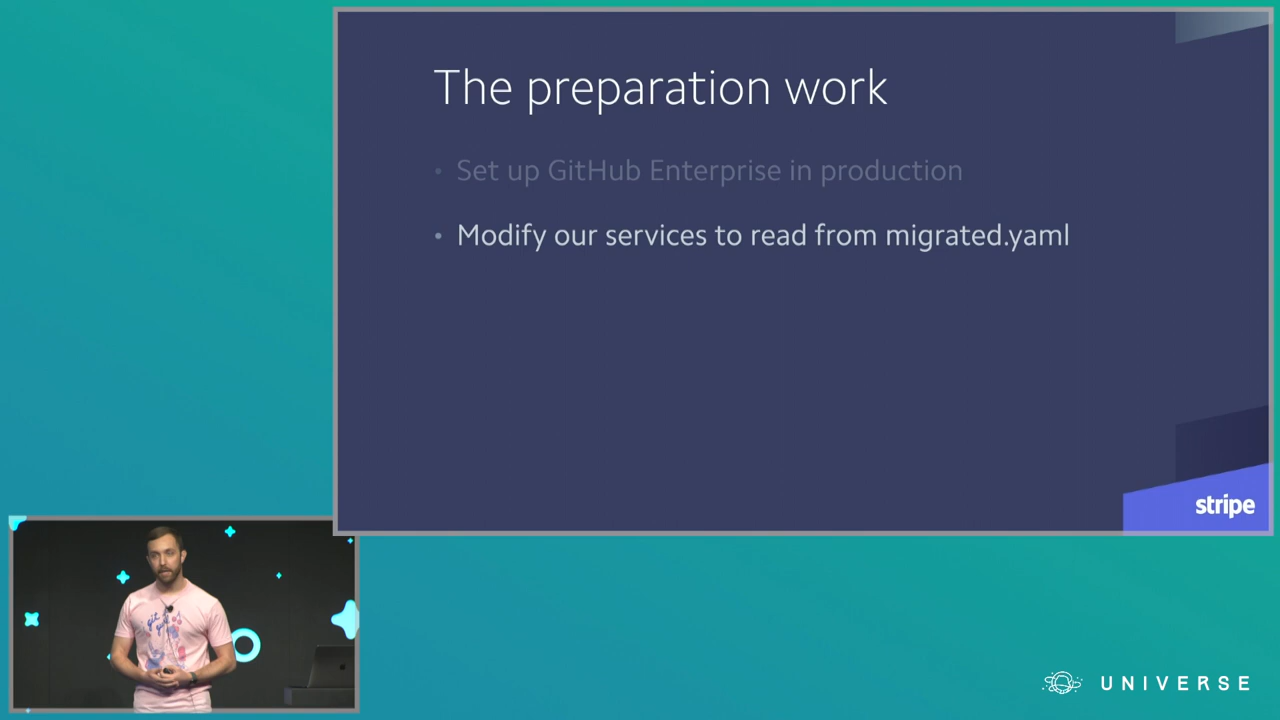 The preparation work
• Set up GitHub Enterprise in production
• Modify our services to read from migrated.yaml
stripe
UNIVERSE